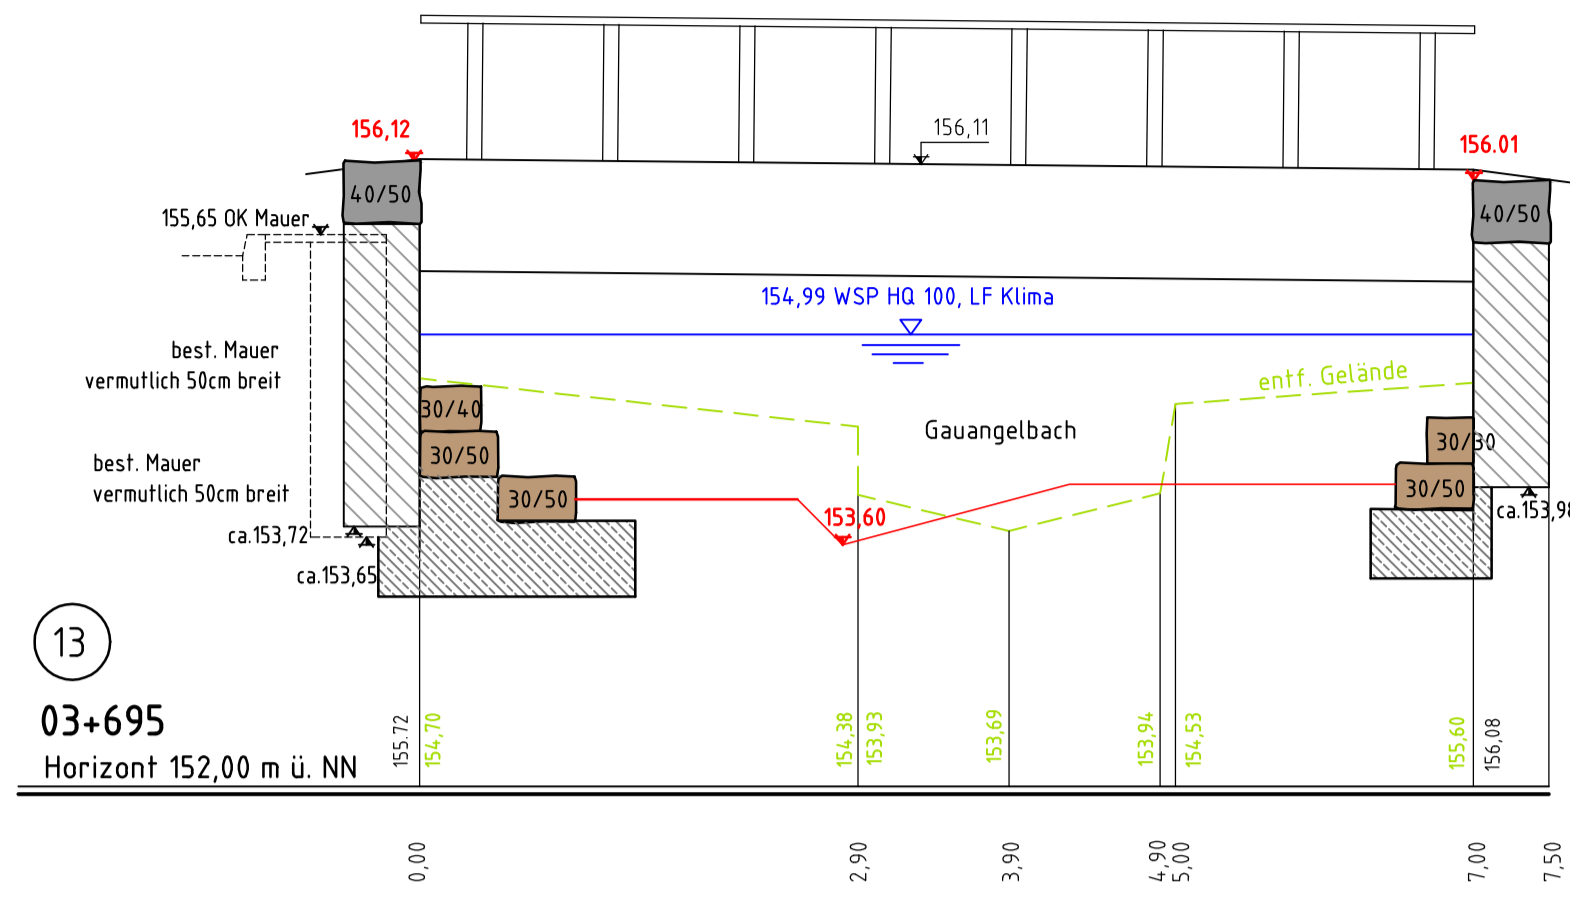 156,12
156,11
156.01
40/50
40/50
155,65 OK Mauer
154,99 WSP HQ 100, LF Klima
best. Mauer
vermutlich 50cm breit
entf. Gelände
30/40
Gauangelbach
30/30
30/50
best. Mauer
vermutlich 50cm breit
30/50
30/50
153,60
ca.153,98
ca.153,72
ca.153,65
13
03+695
Horizont 152,00 m ü. NN
155.72
154,70
154,38
153,93
153,69
153,94
154,53
155,60
156,08
0,00
2,90
3,90
4,90
5,00
7,00
7,50